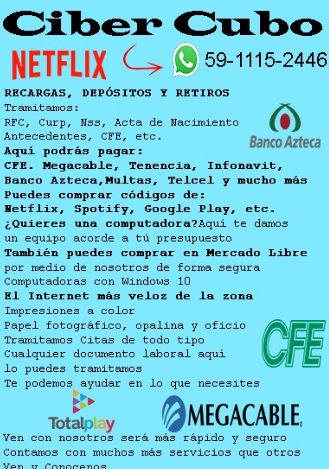 Ciber Cubo
NETFLIX
59-1115-2446
RECARGAS, DEPÓSITOS Y RETIROS
Tramitamos:
RFC, Curp, Nss, Acta de Nacimiento
Antecedentes, CFE, etc.
Banco Azteca
Aquí podrás pagar:
CFE. Megacable, Tenencia, Infonavit,
Banco Azteca,Multas, Telcel y mucho más
Puedes comprar códigos de:
Netflix, Spotify, Google Play, etc.
¿Quieres una computadora?Aquí te damos
un equipo acorde a tú presupuesto
También puedes comprar en Mercado Libre
por medio de nosotros de forma segura
Computadoras con Windows 10
El Internet más veloz de la zona
Impresiones a color
Papel fotográfico, opalina y oficio
Tramitamos Citas de todo tipo
Cualquier documento laboral aquí
lo puedes tramitamos
Te podemos ayudar en lo que necesites
CFE
Totalplay
MEGACABLE
Ven con nosotros será más rápido y seguro
Contamos con muchos más servicios que otros
Ven y Conocenos